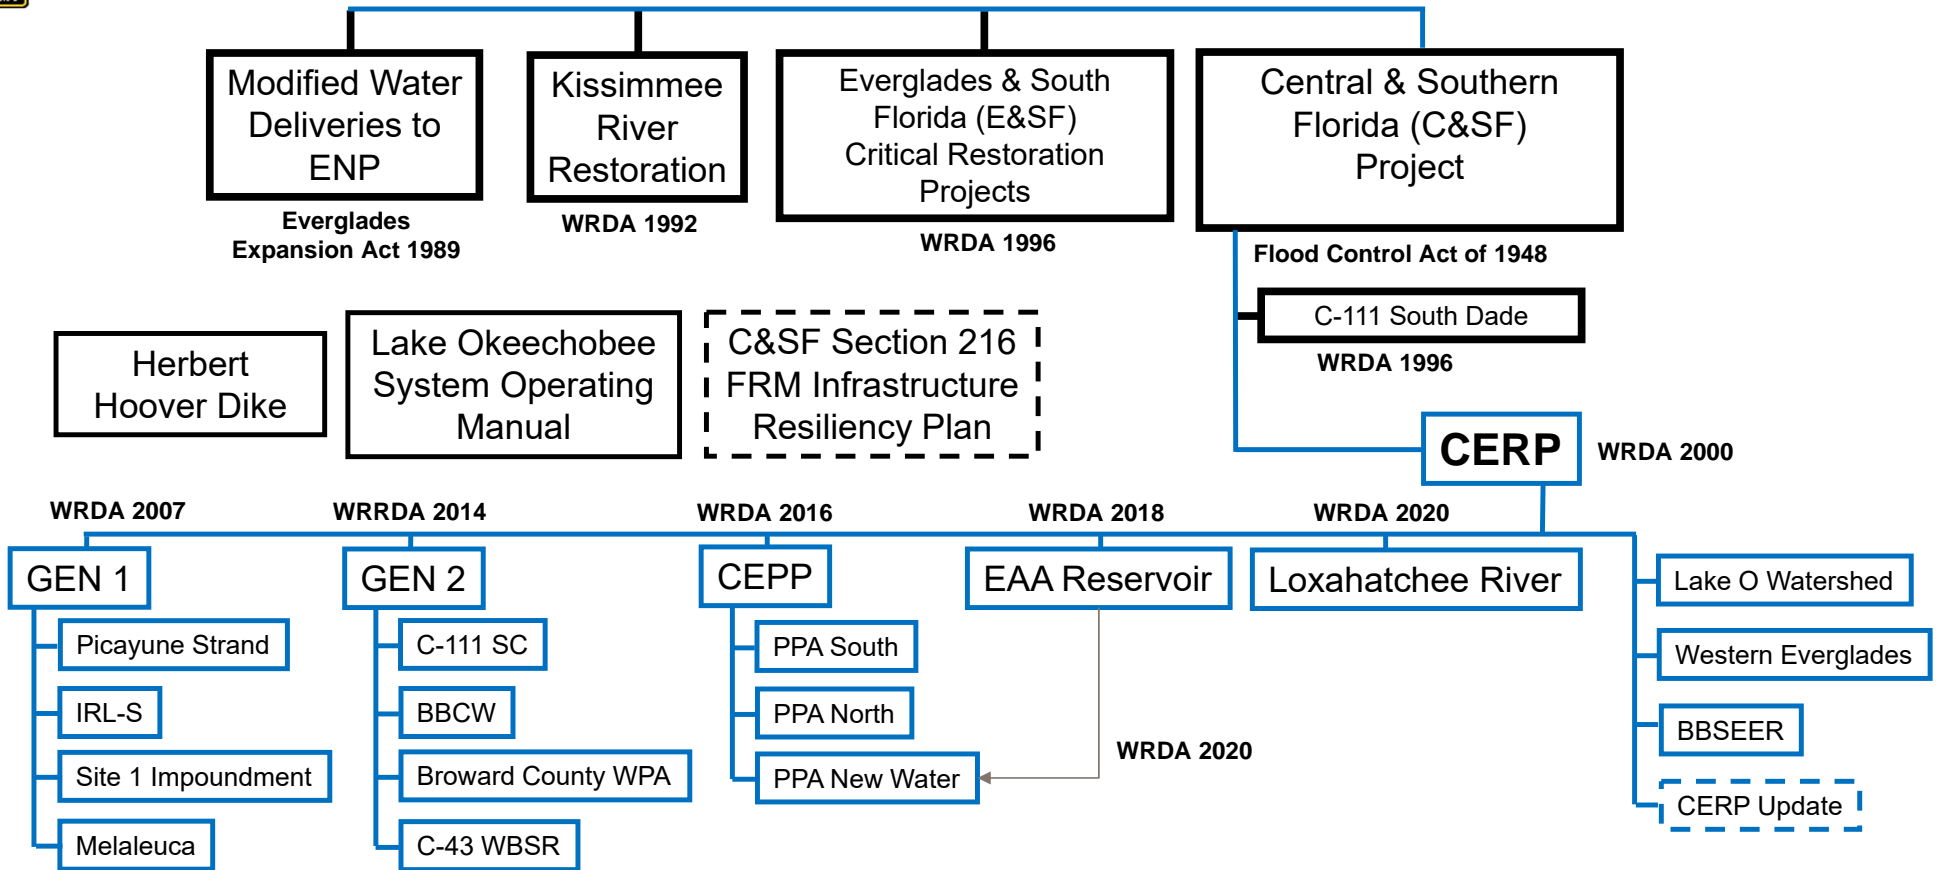 Modified Water
Deliveries to
ENP
Everglades
Expansion Act 1989
Kissimmee
River
Restoration
WRDA 1992
Everglades & South
Florida (E&SF)
Critical Restoration
Projects
WRDA 1996
Central & Southern
Florida (C&SF)
Project
Flood Control Act of 1948
C-111 South Dade
WRDA 1996
Herbert
Hoover Dike
Lake Okeechobee
System Operating
Manual
C&SF Section 216
FRM Infrastructure
Resiliency Plan
CERP
WRDA 2000
WRDA 2007
GEN 1
Picayune Strand
IRL-S
Site 1 Impoundment
Melaleuca
WRRDA 2014
GEN 2
C-111 SC
BBCW
Broward County WPA
C-43 WBSR
WRDA 2016
CEPP
PPA South
PPA North
PPA New Water
WRDA 2018
EAA Reservoir
WRDA 2020
WRDA 2020
Loxahatchee River
Lake O Watershed
Western Everglades
BBSEER
CERP Update